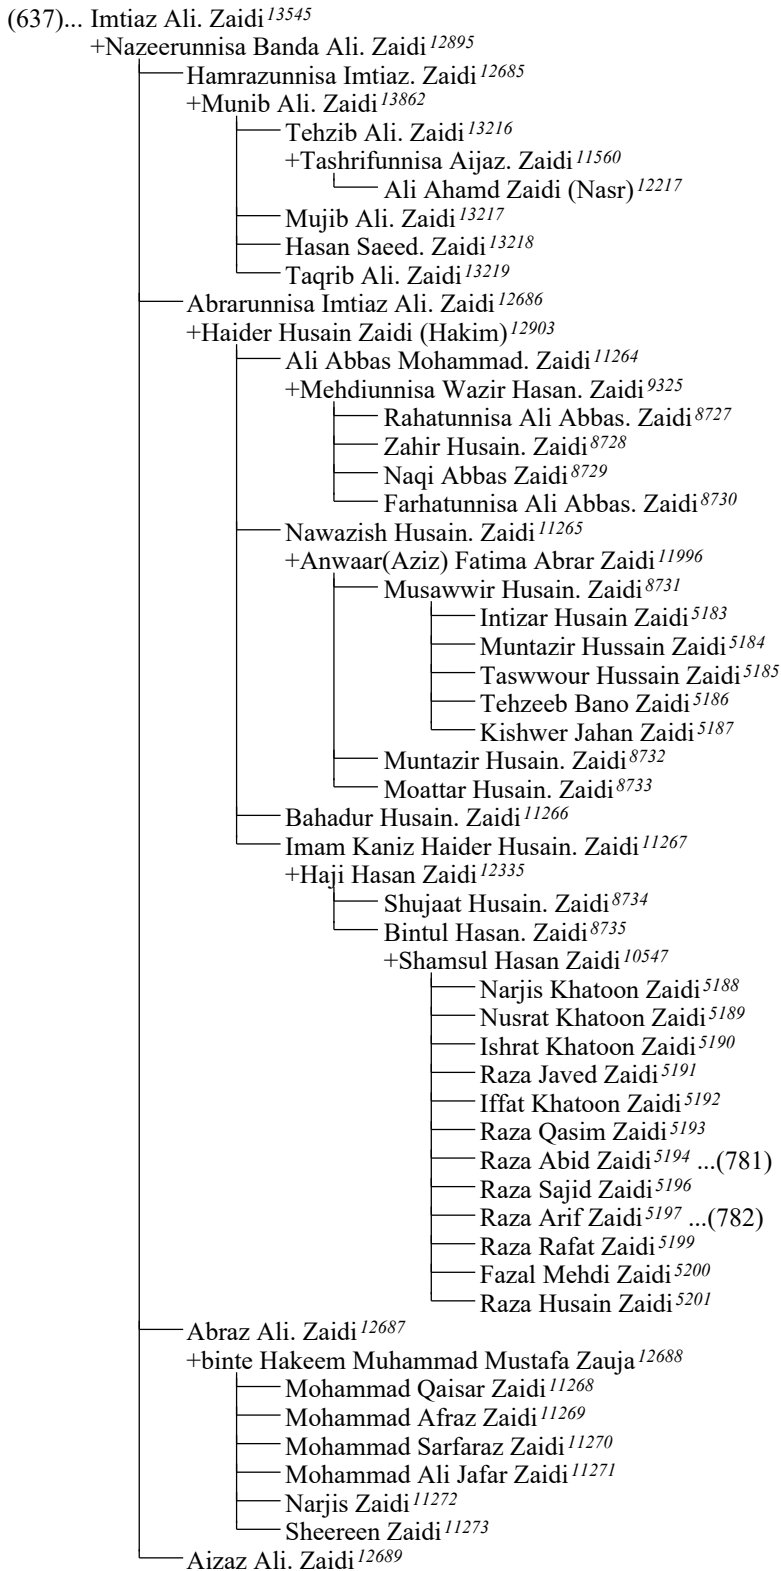 (637)... Imtiaz Ali. Zaidi 13545
+Nazeerunnisa Banda Ali. Zaidi 12895
Hamrazunnisa Imtiaz. Zaidi 12685
+Munib Ali. Zaidi 13862
Tehzib Ali. Zaidi 13216
+Tashrifunnisa Aijaz. Zaidi 11560
Ali Ahamd Zaidi (Nasr) 12217
Mujib Ali. Zaidi 13217
Hasan Saeed. Zaidi 13218
Taqrib Ali. Zaidi 13219
Abrarunnisa Imtiaz Ali. Zaidi 12686
+Haider Husain Zaidi (Hakim) 12903
Ali Abbas Mohammad. Zaidi 11264
+Mehdiunnisa Wazir Hasan. Zaidi 9325
Rahatunnisa Ali Abbas. Zaidi 8727
Zahir Husain. Zaidi 8728
Naqi Abbas Zaidi 8729
Farhatunnisa Ali Abbas. Zaidi 8730
Nawazish Husain. Zaidi 11265
+Anwaar(Aziz) Fatima Abrar Zaidi 11996
Musawwir Husain. Zaidi 8731
Intizar Husain Zaidi 5183
Muntazir Hussain Zaidi 5184
Taswwour Hussain Zaidi 5185
Tehzeeb Bano Zaidi 5186
Kishwer Jahan Zaidi 5187
Muntazir Husain. Zaidi 8732
Moattar Husain. Zaidi 8733
Bahadur Husain. Zaidi 11266
Imam Kaniz Haider Husain. Zaidi 11267
+Haji Hasan Zaidi 12335
Shujaat Husain. Zaidi 8734
Bintul Hasan. Zaidi 8735
+Shamsul Hasan Zaidi 10547
Narjis Khatoon Zaidi 5188
Nusrat Khatoon Zaidi 5189
Ishrat Khatoon Zaidi 5190
Raza Javed Zaidi 5191
Iffat Khatoon Zaidi 5192
Raza Qasim Zaidi 5193
Raza Abid Zaidi 5194 ...(781)
Raza Sajid Zaidi 5196
Raza Arif Zaidi 5197 ...(782)
Raza Rafat Zaidi 5199
Fazal Mehdi Zaidi 5200
Raza Husain Zaidi 5201
Abraz Ali. Zaidi 12687
+binte Hakeem Muhammad Mustafa Zauja 12688
Mohammad Qaisar Zaidi 11268
Mohammad Afraz Zaidi 11269
Mohammad Sarfaraz Zaidi 11270
Mohammad Ali Jafar Zaidi 11271
Narjis Zaidi 11272
Sheereen Zaidi 11273
Aizaz Ali. Zaidi 12689